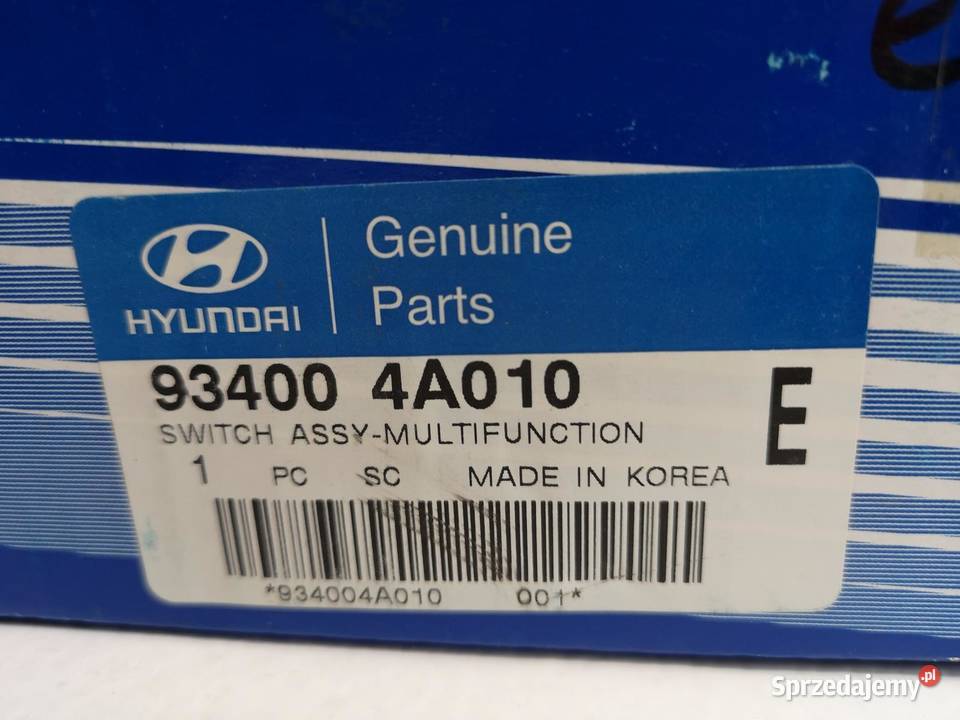 HYUNDAI
Genuine
Parts
93400 4A010
E
SWITCH ASSY-MULTIFUNCTION
1 PC SC MADE IN KOREA
*934004A010 001*
Sprzedajemy.pl